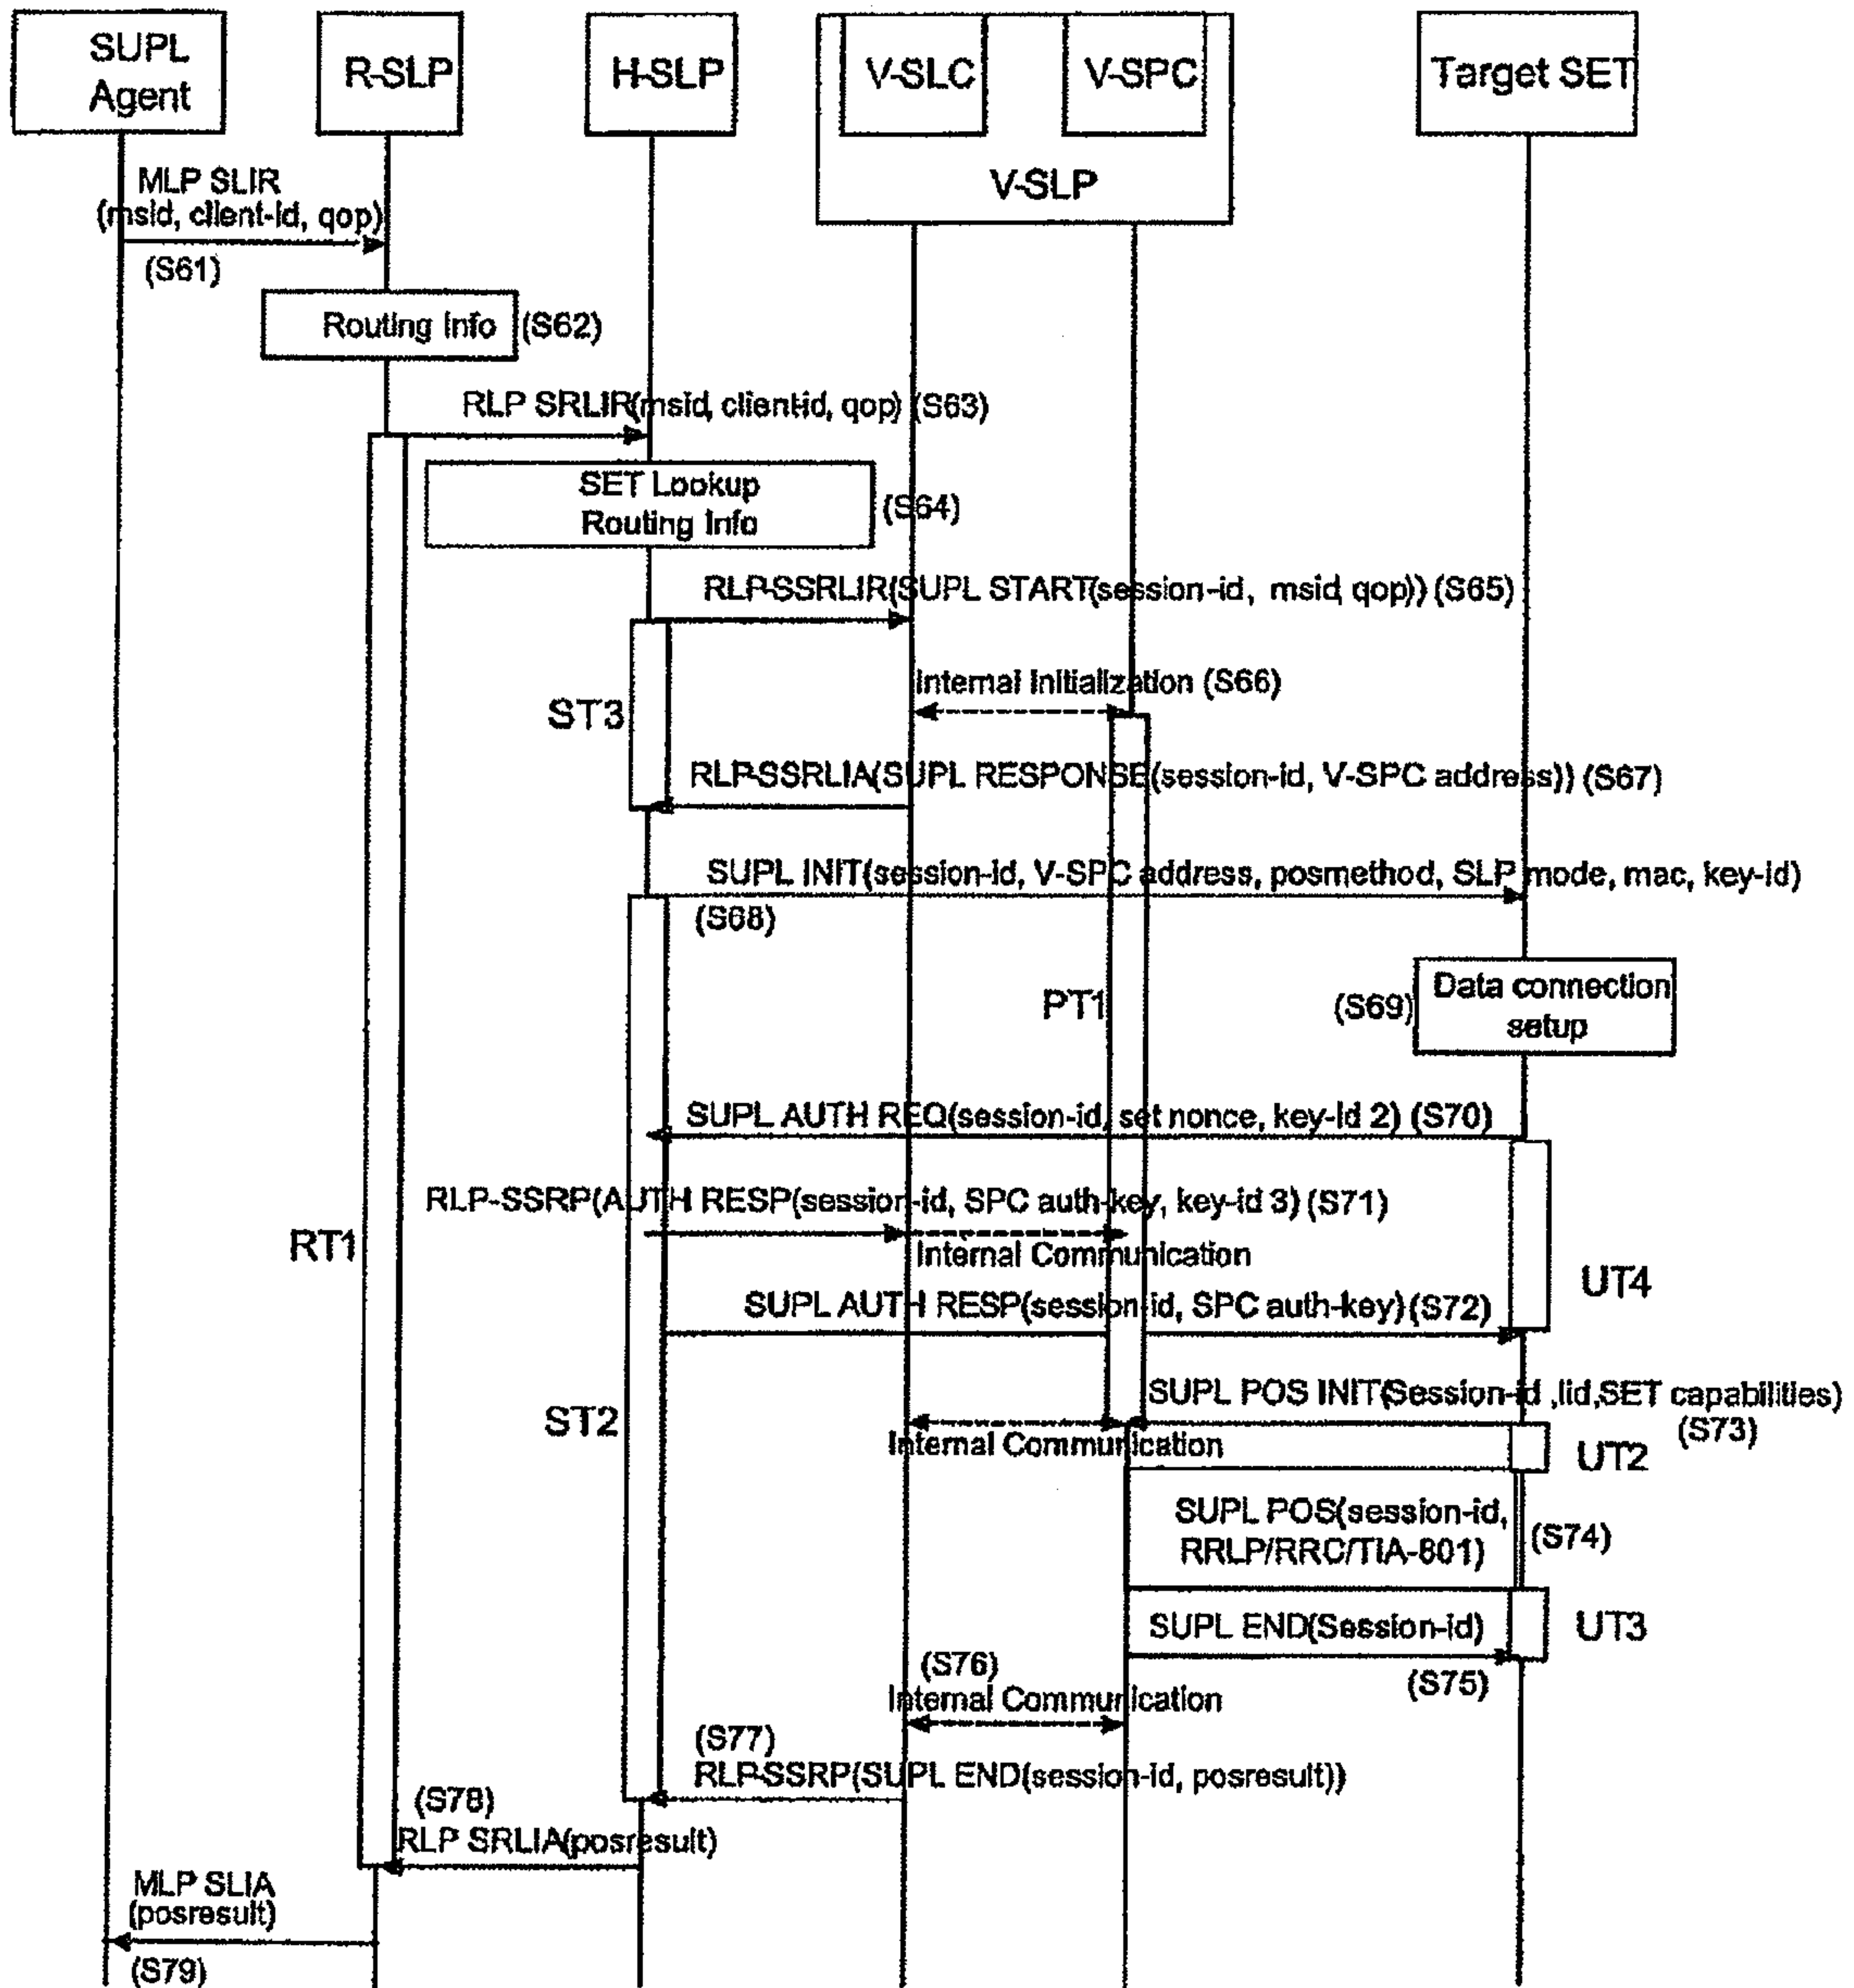 SUPL
Agent
R-SLP
H-SLP
V-SLC
V-SPC
Target SET
V-SLP
MLP SLIR
(msid, client-id, qop)
(S61)
Routing Info
(S62)
RLP SRLIR(msid, client-id, qop) (S63)
SET Lookup
Routing Info
(S64)
RLP-SSRLIR(SUPL START(session-id, msid qop)) (S65)
Internal Initialization (S66)
ST3
RLP-SSRLIA(SUPL RESPONSE(session-id, V-SPC address)) (S67)
SUPL INIT(session-id, V-SPC address, posmethod, SLP mode, mac, key-id)
(S68)
PT1
(S69)
Data connection
setup
SUPL AUTH REQ(session-id, set nonce, key-id 2) (S70)
RLP-SSRP(AUTH RESP(session-id, SPC auth-key, key-id 3) (S71)
RT1
Internal Communication
UT4
SUPL AUTH RESP(session-id, SPC auth-key) (S72)
SUPL POS INIT(Session-id ,lid,SET capabilities)
ST2
(S73)
Internal Communication
UT2
SUPL POS(session-id,
RRLP/RRC/TIA-801)
(S74)
SUPL END(Session-id)
UT3
(S75)
(S76)
Internal Communication
(S77)
RLP-SSRP(SUPL END(session-id, posresult))
(S78)
RLP SRLIA(posresult)
MLP SLIA
(posresult)
(S79)